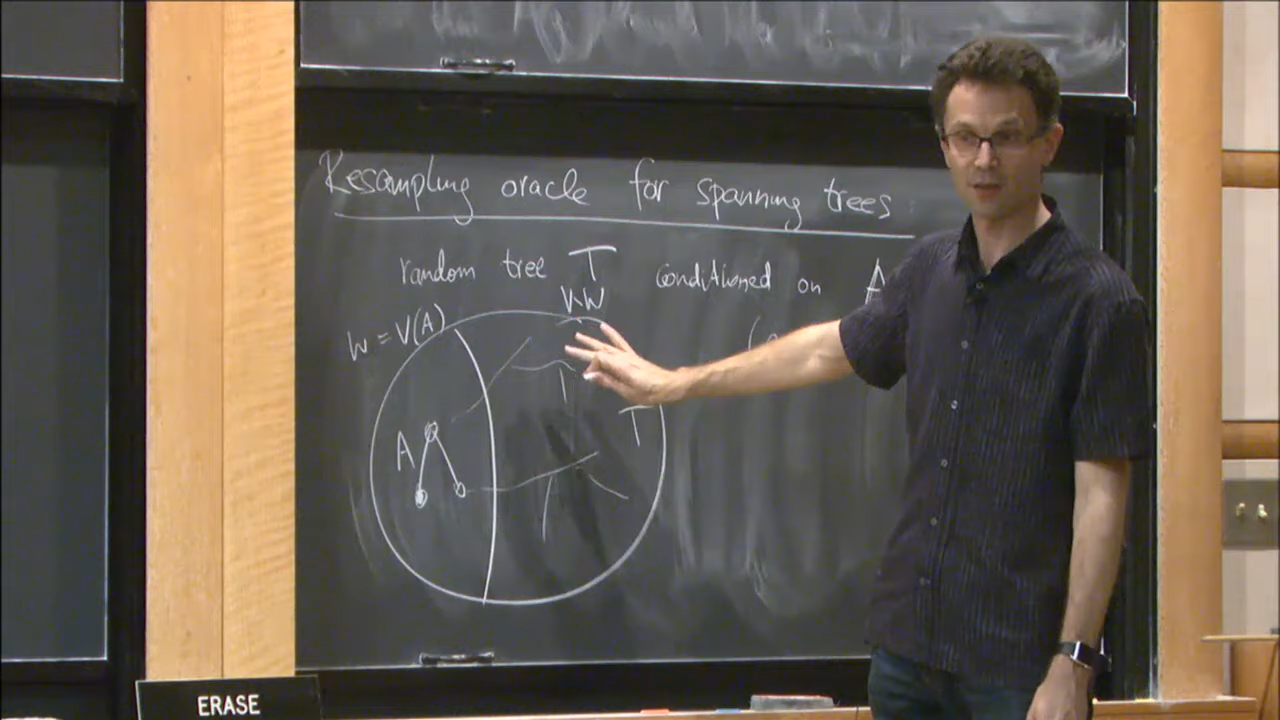 Resampling oracle for spanning trees
random tree T conditioned on A
W = V(A)
V\W
A
T
ERASE